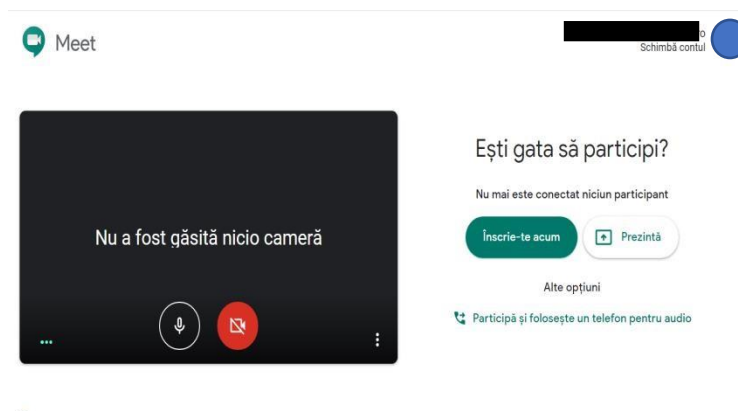 Meet
Schimbă contul
Nu a fost găsită nicio cameră
Ești gata să participi?
Nu mai este conectat niciun participant
Înscrie-te acum
Prezintă
Alte opțiuni
Participă și folosește un telefon pentru audio